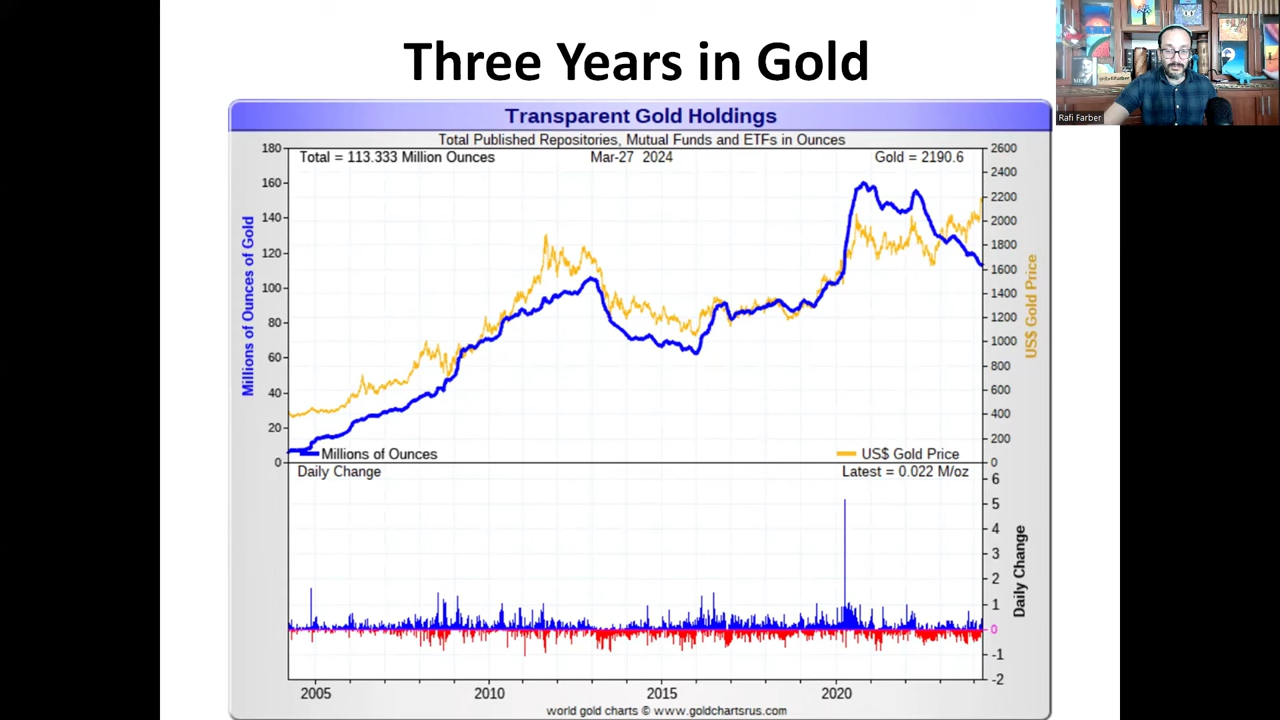 Three Years in Gold
Rafi Farber
Transparent Gold Holdings
Total Published Repositories, Mutual Funds and ETFs in Ounces
Total = 113.333 Million Ounces
Mar-27 2024
Gold = 2190.6
180
160
140
120
100
80
60
40
20
0
Millions of Ounces of Gold
2600
2400
2200
2000
1800
1600
1400
1200
1000
800
600
400
200
0
US$ Gold Price
Millions of Ounces
US$ Gold Price
Daily Change
Latest = 0.022 M/oz
6
5
4
3
2
1
0
-1
-2
Daily Change
2005
2010
2015
2020
world gold charts © www.goldchartsrus.com